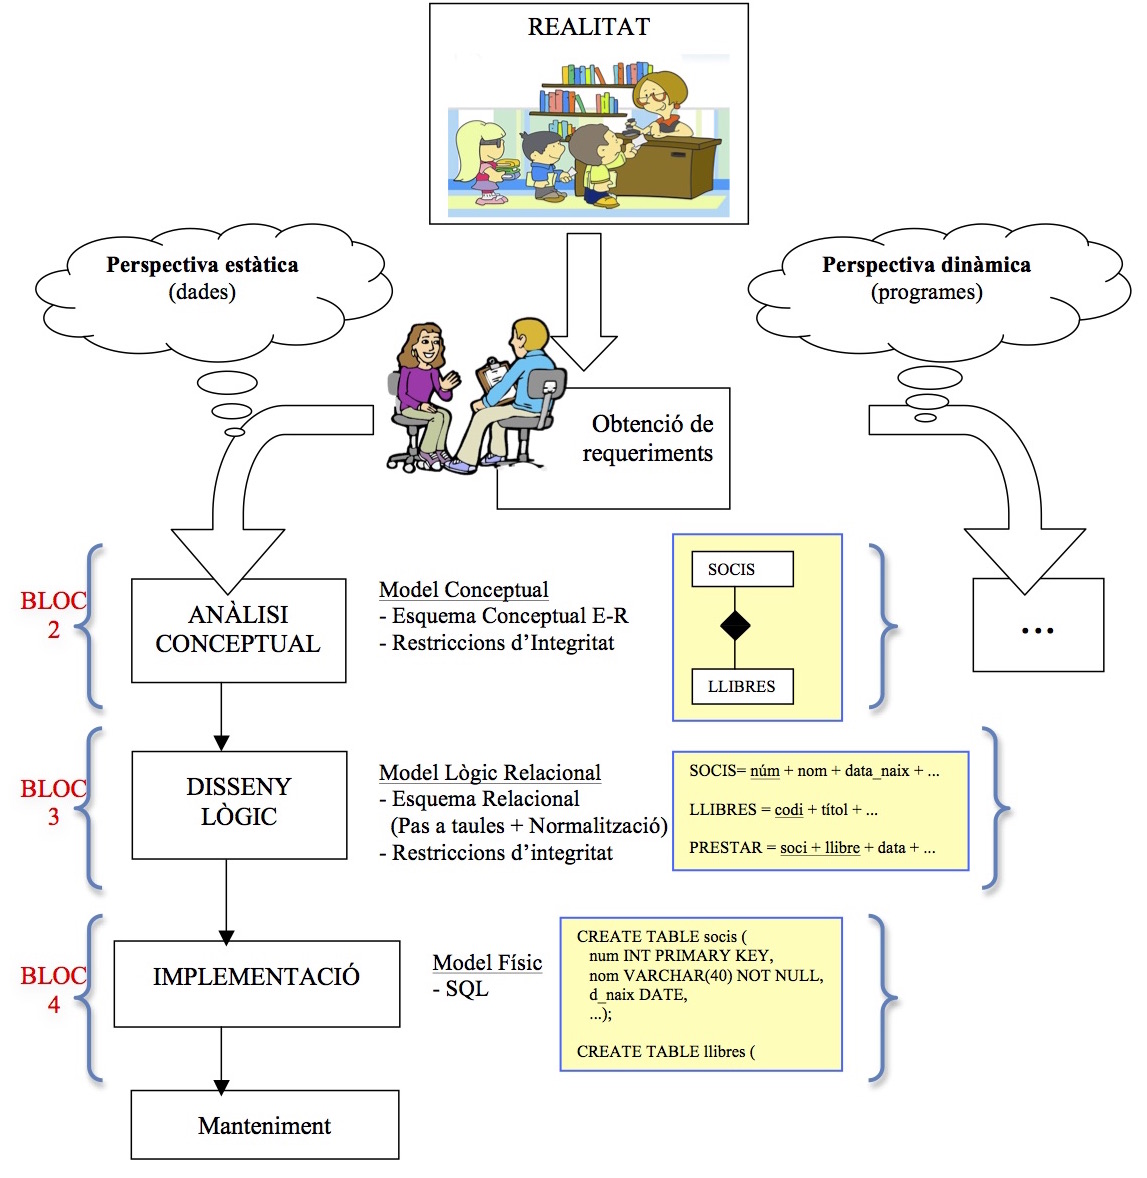 REALITAT
Perspectiva estàtica
(dades)
Perspectiva dinàmica
(programes)
Obtenció de
requeriments
BLOC
2
ANÀLISI
CONCEPTUAL
Model Conceptual
- Esquema Conceptual E-R
- Restriccions d’Integritat
SOCIS
LLIBRES
...
BLOC
3
DISSENY
LÒGIC
Model Lògic Relacional
- Esquema Relacional
(Pas a taules + Normalització)
- Restriccions d’integritat
SOCIS= núm + nom + data_naix + ...
LLIBRES = codi + títol + ...
PRESTAR = soci + llibre + data + ...
BLOC
4
IMPLEMENTACIÓ
Model Físic
- SQL
CREATE TABLE socis (
num INT PRIMARY KEY,
nom VARCHAR(40) NOT NULL,
d_naix DATE,
...);
CREATE TABLE llibres (
Manteniment